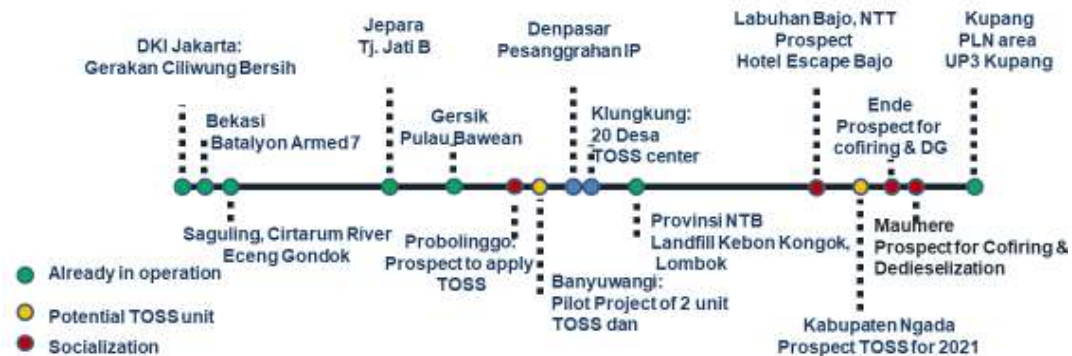 DKI Jakarta:
Gerakan Ciliwung Bersih
Bekasi
Batalyon Armed 7
Saguling, Cirtarum River
Eceng Gondok
Jepara
Tj. Jati B
Gersik
Pulau Bawean
Probolinggo:
Prospect to apply
TOSS
Banyuwangi:
Pilot Project of 2 unit
TOSS dan
Denpasar
Pesanggrahan IP
Klungkung:
20 Desa
TOSS center
Provinsi NTB
Landfill Kebon Kongok,
Lombok
Labuhan Bajo, NTT
Prospect
Hotel Escape Bajo
Kabupaten Ngada
Prospect TOSS for 2021
Ende
Prospect for
cofiring & DG
Maumere
Prospect for Cofiring &
Dedieselization
Kupang
PLN area
UP3 Kupang
Already in operation
Potential TOSS unit
Socialization